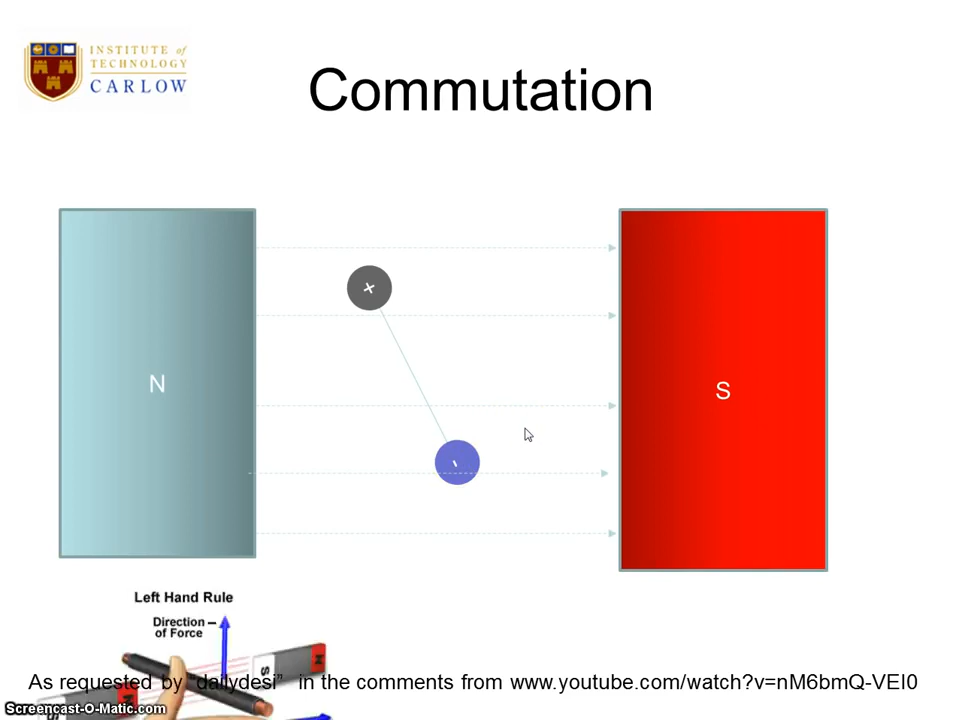 INSTITUTE of
TECHNOLOGY
CARLOW
Commutation
+
N
S
-
Left Hand Rule
Direction
of Force
S
N
As requested by "dailydesi" in the comments from www.youtube.com/watch?v=nM6bmQ-VEI0
Screencast-O-Matic.com